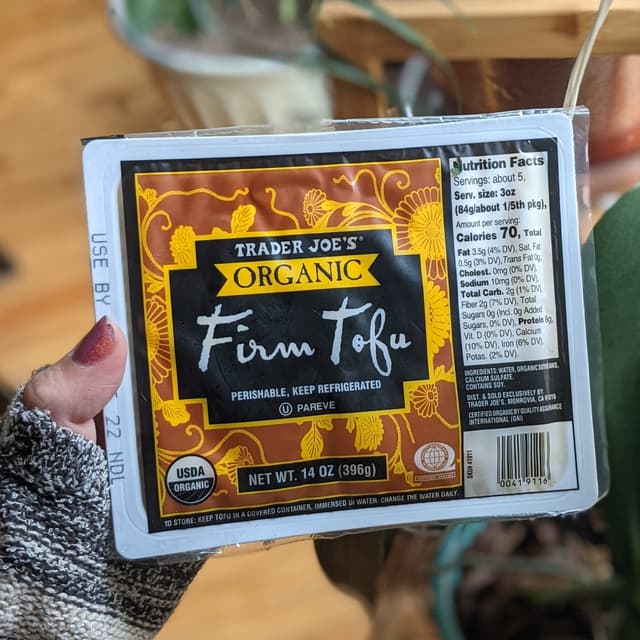 TRADER JOE'S®
ORGANIC
Firm Tofu
PERISHABLE, KEEP REFRIGERATED
U PAREVE
USDA
ORGANIC
NET WT. 14 OZ (396g)
TO STORE: KEEP TOFU IN A COVERED CONTAINER, IMMERSED IN WATER. CHANGE THE WATER DAILY.
USE BY
22 NDL
Nutrition Facts
Servings: about 5,
Serv. size: 3oz
(84g/about 1/5th pkg),
Amount per serving:
Calories 70, Total
Fat 3.5g (4% DV), Sat. Fat
0.5g (3% DV), Trans Fat 0g,
Cholest. 0mg (0% DV),
Sodium 10mg (0% DV),
Total Carb. 2g (1% DV),
Fiber 2g (7% DV), Total
Sugars 0g (Incl. 0g Added
Sugars, 0% DV), Protein 8g,
Vit. D (0% DV), Calcium
(10% DV), Iron (6% DV),
Potas. (2% DV).
INGREDIENTS: WATER, ORGANIC SOYBEANS,
CALCIUM SULFATE.
CONTAINS SOY.
DIST. & SOLD EXCLUSIVELY BY:
TRADER JOE'S, MONROVIA, CA 91016
CERTIFIED ORGANIC BY QUALITY ASSURANCE
INTERNATIONAL (QAI)
0041 9116